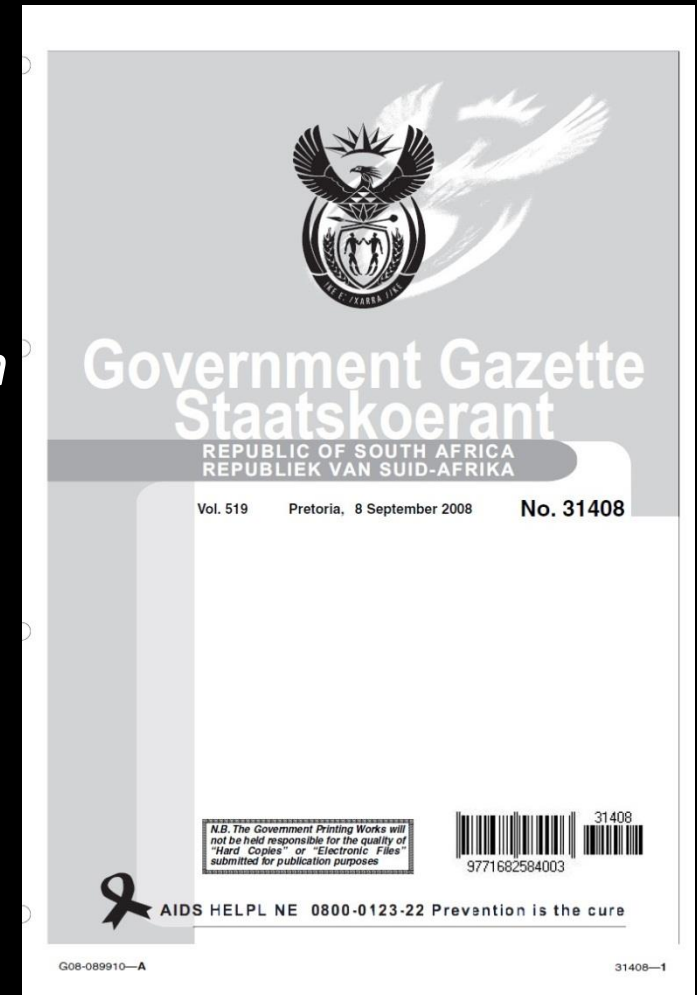 Government Gazette
Staatskoerant
REPUBLIC OF SOUTH AFRICA
REPUBLIEK VAN SUID-AFRIKA
Vol. 519 Pretoria, 8 September 2008 No. 31408
N.B. The Government Printing Works will
not be held responsible for the quality of
“Hard Copies” or “Electronic Files”
submitted for publication purposes
31408
9771682584003
AIDS HELPL NE 0800-0123-22 Prevention is the cure
G08-089910—A 31408—1